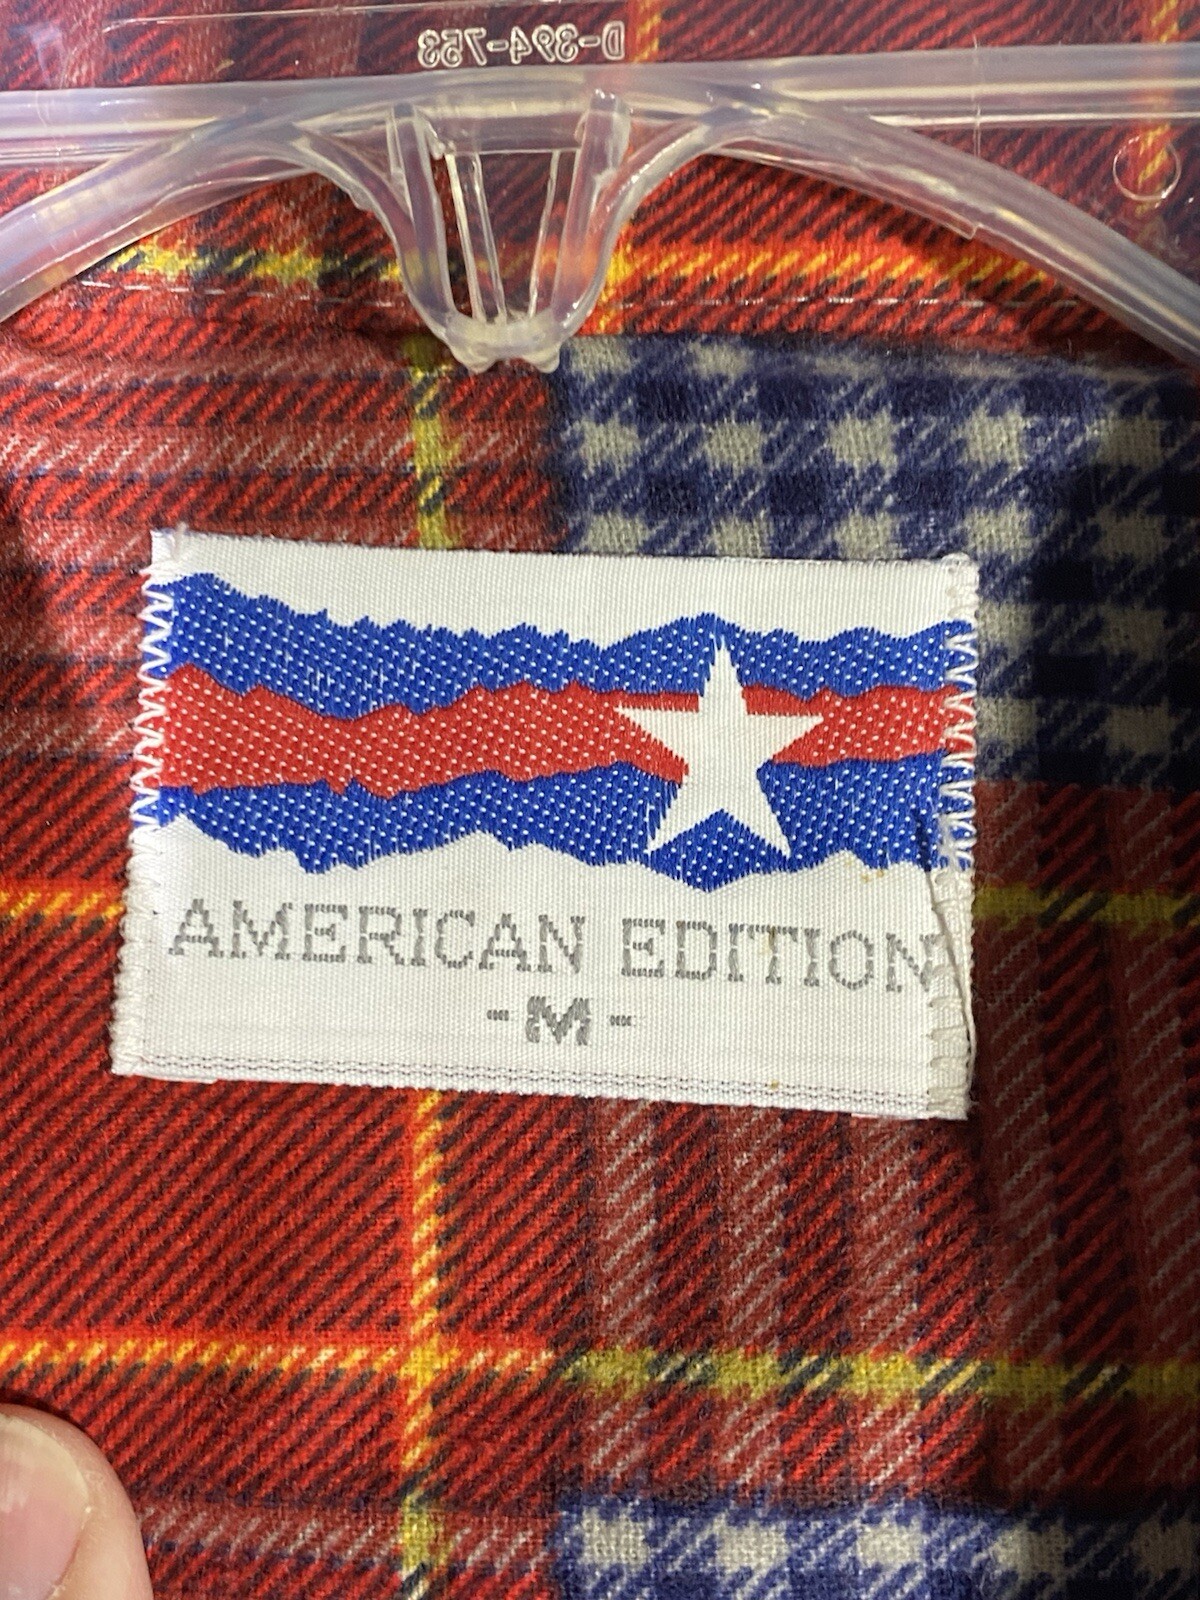 D-394-753
AMERICAN EDITION
-M-